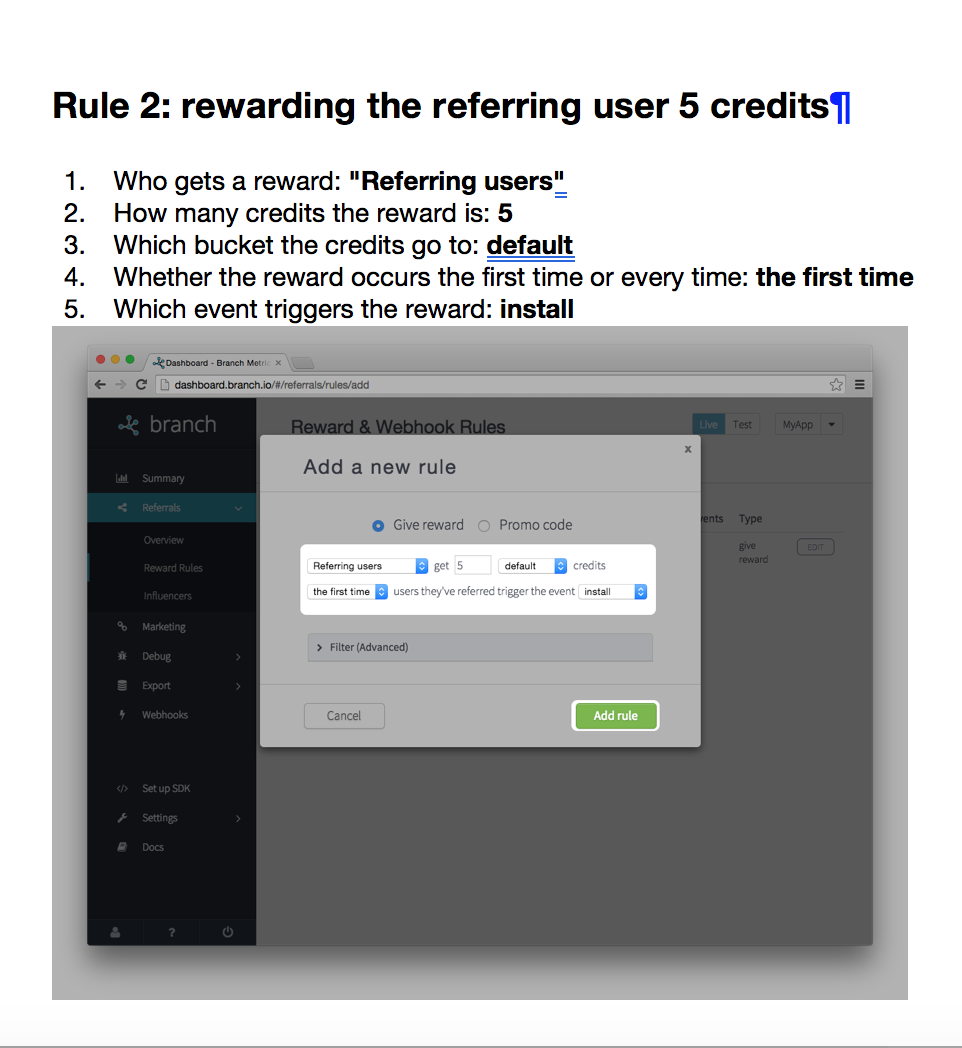 Rule 2: rewarding the referring user 5 credits¶
1. Who gets a reward: "Referring users"
2. How many credits the reward is: 5
3. Which bucket the credits go to: default
4. Whether the reward occurs the first time or every time: the first time
5. Which event triggers the reward: install
Dashboard - Branch Metric x
dashboard.branch.io/#/referrals/rules/add
branch
Reward & Webhook Rules
Live Test MyApp
x
Add a new rule
Summary
Referrals
Give reward Promo code
ents Type
Overview
give
reward
EDIT
Reward Rules
Referring users get 5 default credits
the first time users they've referred trigger the event install
Influencers
Marketing
Filter (Advanced)
Debug
Export
Webhooks
Cancel Add rule
</> Set up SDK
Settings
Docs
?